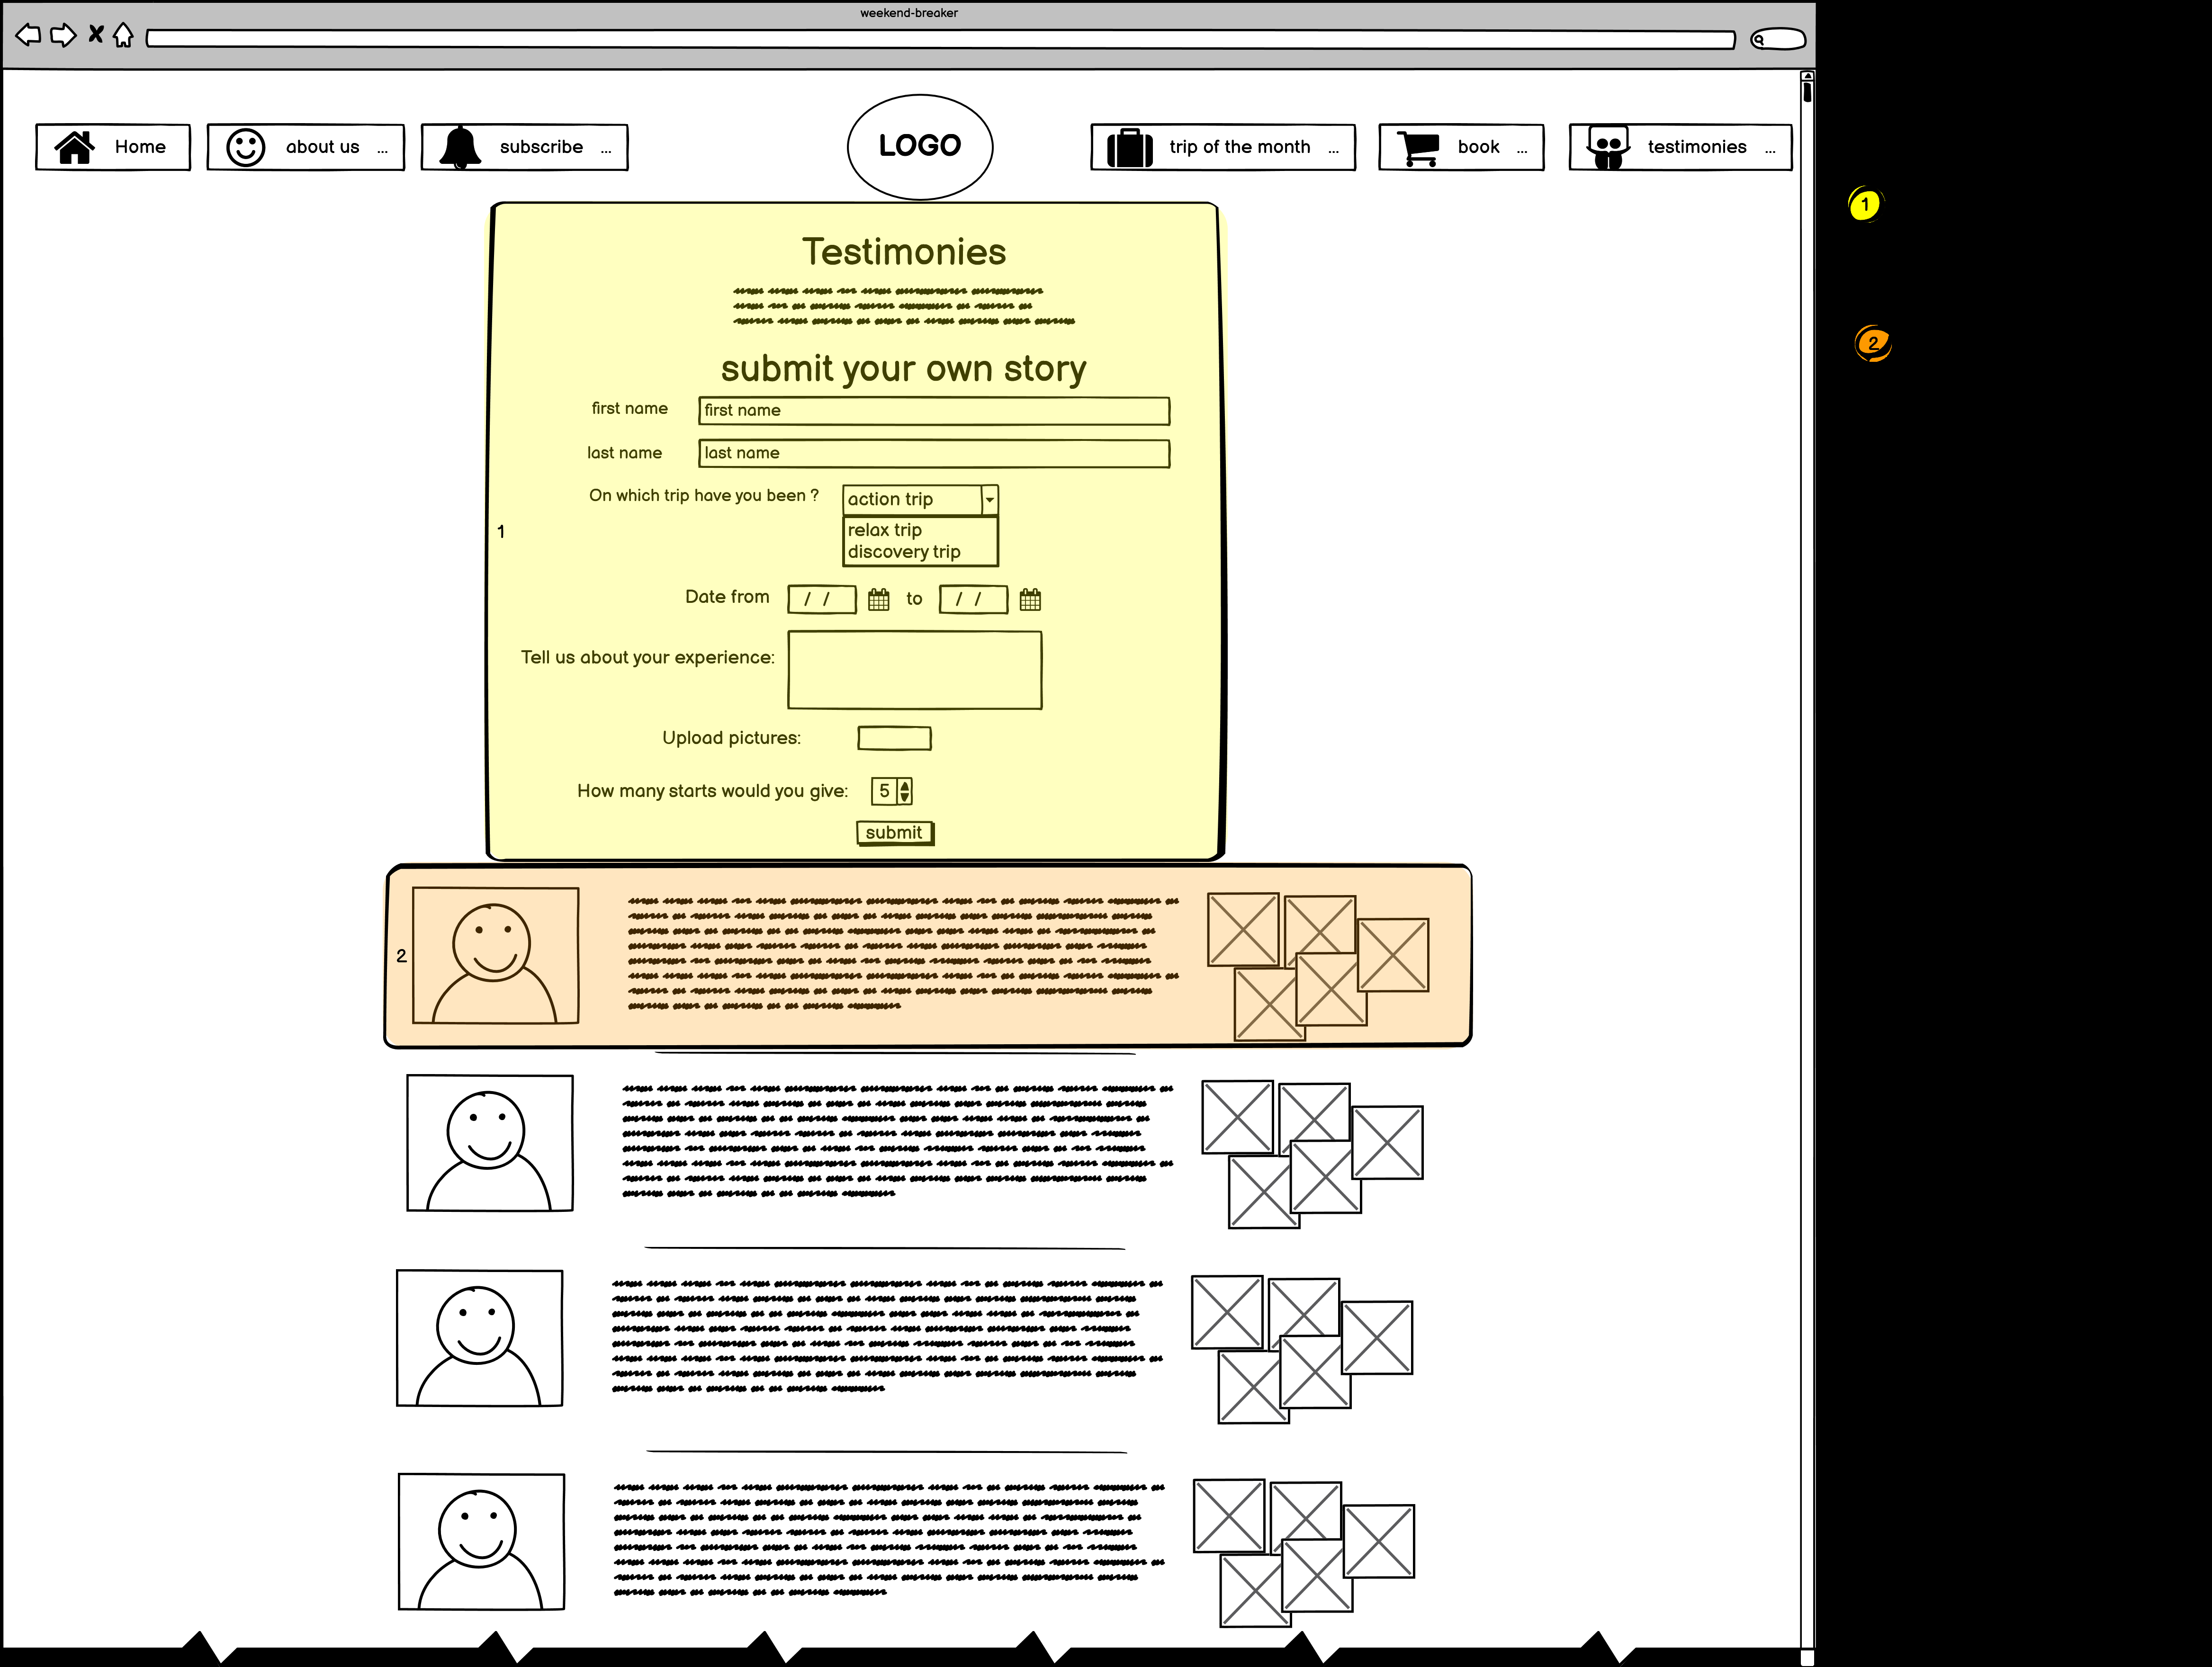 weekend-breaker
Home
about us ...
subscribe ...
LOGO
trip of the month ...
book ...
testimonies ...
1
2
Testimonies
submit your own story
first name first name
last name last name
On which trip have you been ? action trip
relax trip
discovery trip
1
Date from / / to / /
Tell us about your experience:
Upload pictures:
How many starts would you give: 5
submit
2